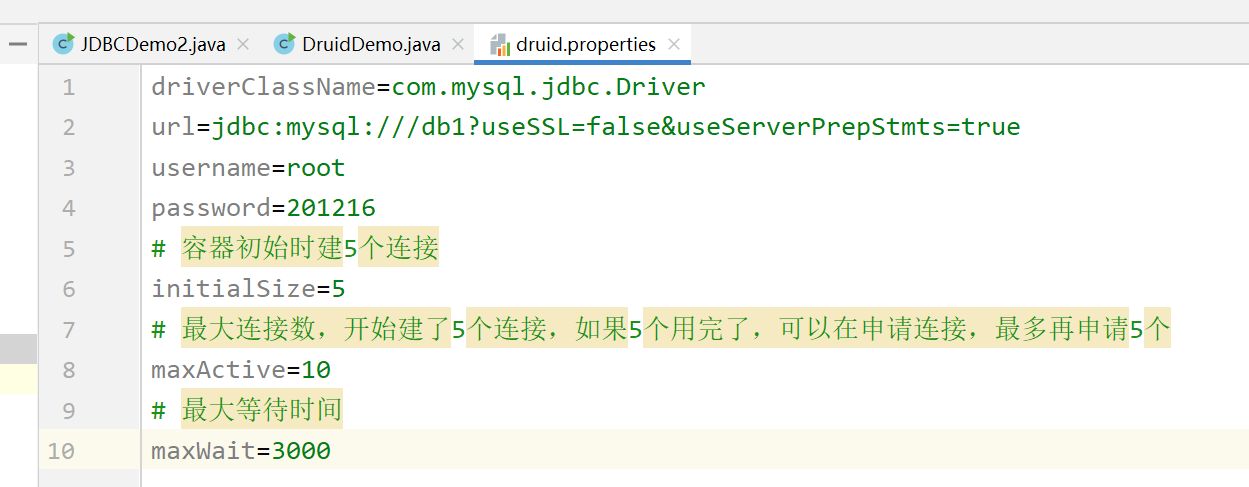 JDBCDemo2.java DruidDemo.java druid.properties
1 driverClassName=com.mysql.jdbc.Driver
2 url=jdbc:mysql:///db1?useSSL=false&useServerPrepStmts=true
3 username=root
4 password=201216
5 # 容器初始时建5个连接
6 initialSize=5
7 # 最大连接数，开始建了5个连接，如果5个用完了，可以在申请连接，最多再申请5个
8 maxActive=10
9 # 最大等待时间
10 maxWait=3000